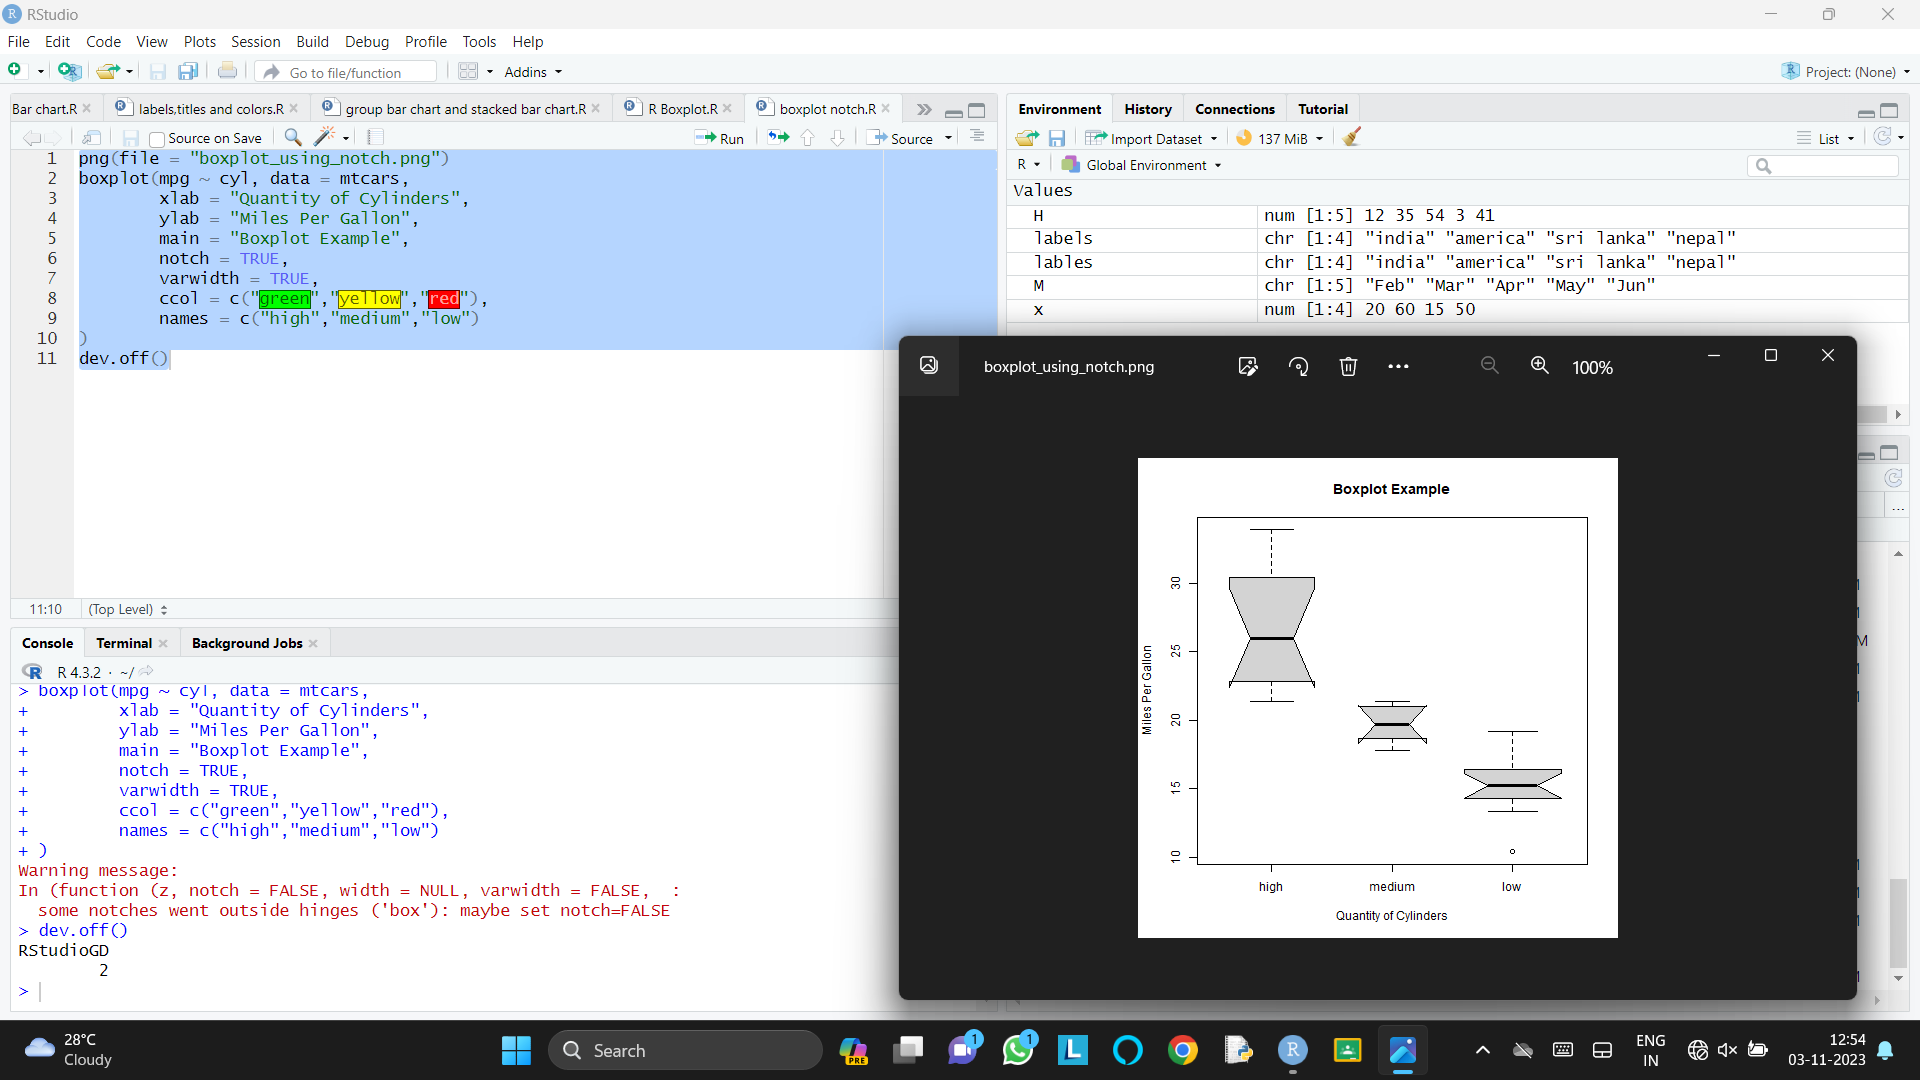 RStudio
File Edit Code View Plots Session Build Debug Profile Tools Help
Go to file/function
Addins
Project: (None)
Bar chart.R
labels,titles and colors.R
group bar chart and stacked bar chart.R
R Boxplot.R
boxplot notch.R
Source on Save
Run
Source
1 png(file = "boxplot_using_notch.png")
2 boxplot(mpg ~ cyl, data = mtcars,
3 xlab = "Quantity of Cylinders",
4 ylab = "Miles Per Gallon",
5 main = "Boxplot Example",
6 notch = TRUE,
7 varwidth = TRUE,
8 ccol = c("green","yellow","red"),
9 names = c("high","medium","low")
10 )
11 dev.off()
11:10 (Top Level)
Console Terminal Background Jobs
R 4.3.2 · ~/
> boxplot(mpg ~ cyl, data = mtcars,
+ xlab = "Quantity of Cylinders",
+ ylab = "Miles Per Gallon",
+ main = "Boxplot Example",
+ notch = TRUE,
+ varwidth = TRUE,
+ ccol = c("green","yellow","red"),
+ names = c("high","medium","low")
+ )
Warning message:
In (function (z, notch = FALSE, width = NULL, varwidth = FALSE,  :
some notches went outside hinges ('box'): maybe set notch=FALSE
> dev.off()
RStudioGD
2
>
Environment History Connections Tutorial
Import Dataset
137 MiB
List
R
Global Environment
Values
H num [1:5] 12 35 54 3 41
labels chr [1:4] "india" "america" "sri lanka" "nepal"
lables chr [1:4] "india" "america" "sri lanka" "nepal"
M chr [1:5] "Feb" "Mar" "Apr" "May" "Jun"
x num [1:4] 20 60 15 50
boxplot_using_notch.png
100%
Boxplot Example
Miles Per Gallon
30
25
20
15
10
high medium low
Quantity of Cylinders
M
28°C
Cloudy
Search
PRE
1
1
L
R
ENG
IN
12:54
03-11-2023